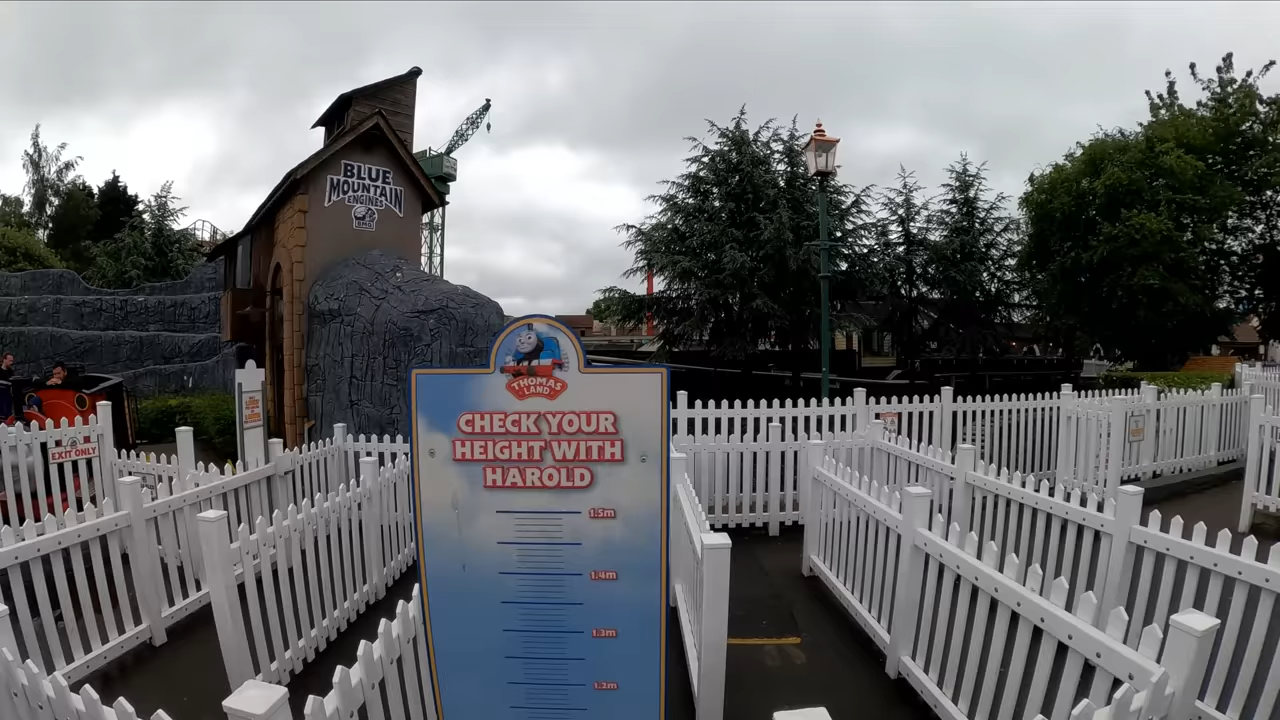 BLUE
MOUNTAIN
ENGINES
BMO
THOMAS
LAND
CHECK YOUR
HEIGHT WITH
HAROLD
1.5m
1.4m
1.3m
1.2m
EXIT ONLY